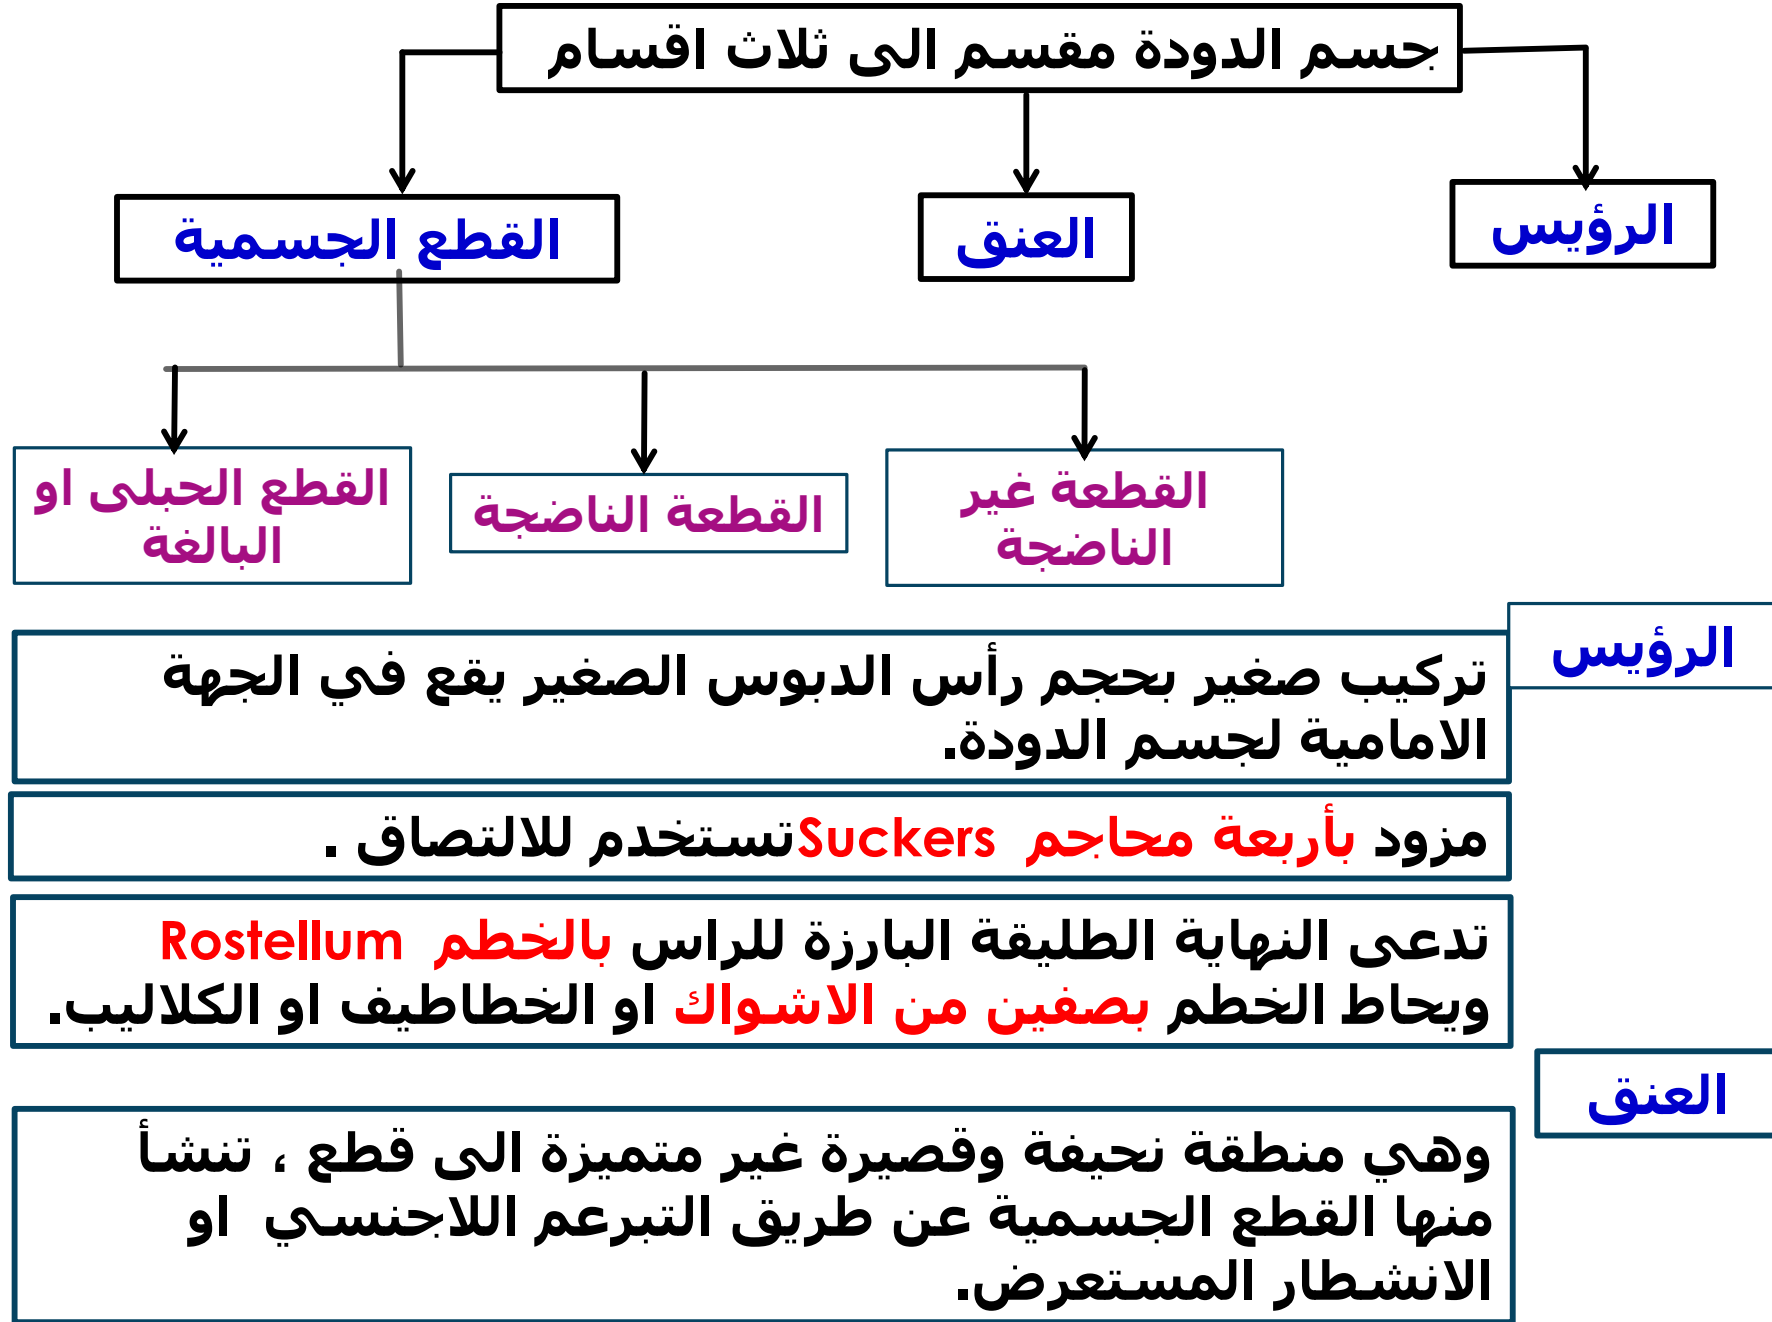 جسم الدودة مقسم الى ثلاث اقسام
الرؤيس
العنق
القطع الجسمية
القطعة غير
الناضجة
القطعة الناضجة
القطع الحبلى او
البالغة
الرؤيس
تركيب صغير بحجم رأس الدبوس الصغير يقع في الجهة
الامامية لجسم الدودة.
مزود بأربعة محاجم Suckers تستخدم للالتصاق .
تدعى النهاية الطليقة البارزة للراس بالخطم Rostellum
ويحاط الخطم بصفين من الاشواك او الخطاطيف او الكلاليب.
العنق
وهي منطقة نحيفة وقصيرة غير متميزة الى قطع ، تنشأ
منها القطع الجسمية عن طريق التبرعم اللاجنسي او
الانشطار المستعرض.